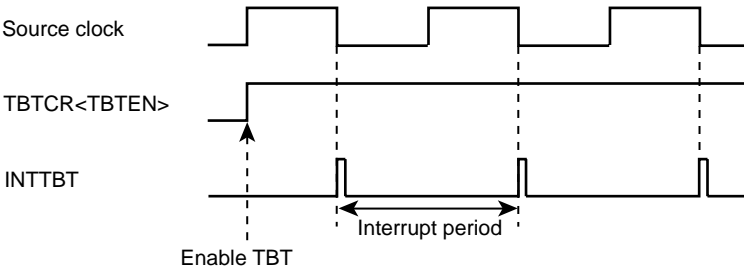 Source clock
TBTCR<TBTEN>
INTTBT
Interrupt period
Enable TBT